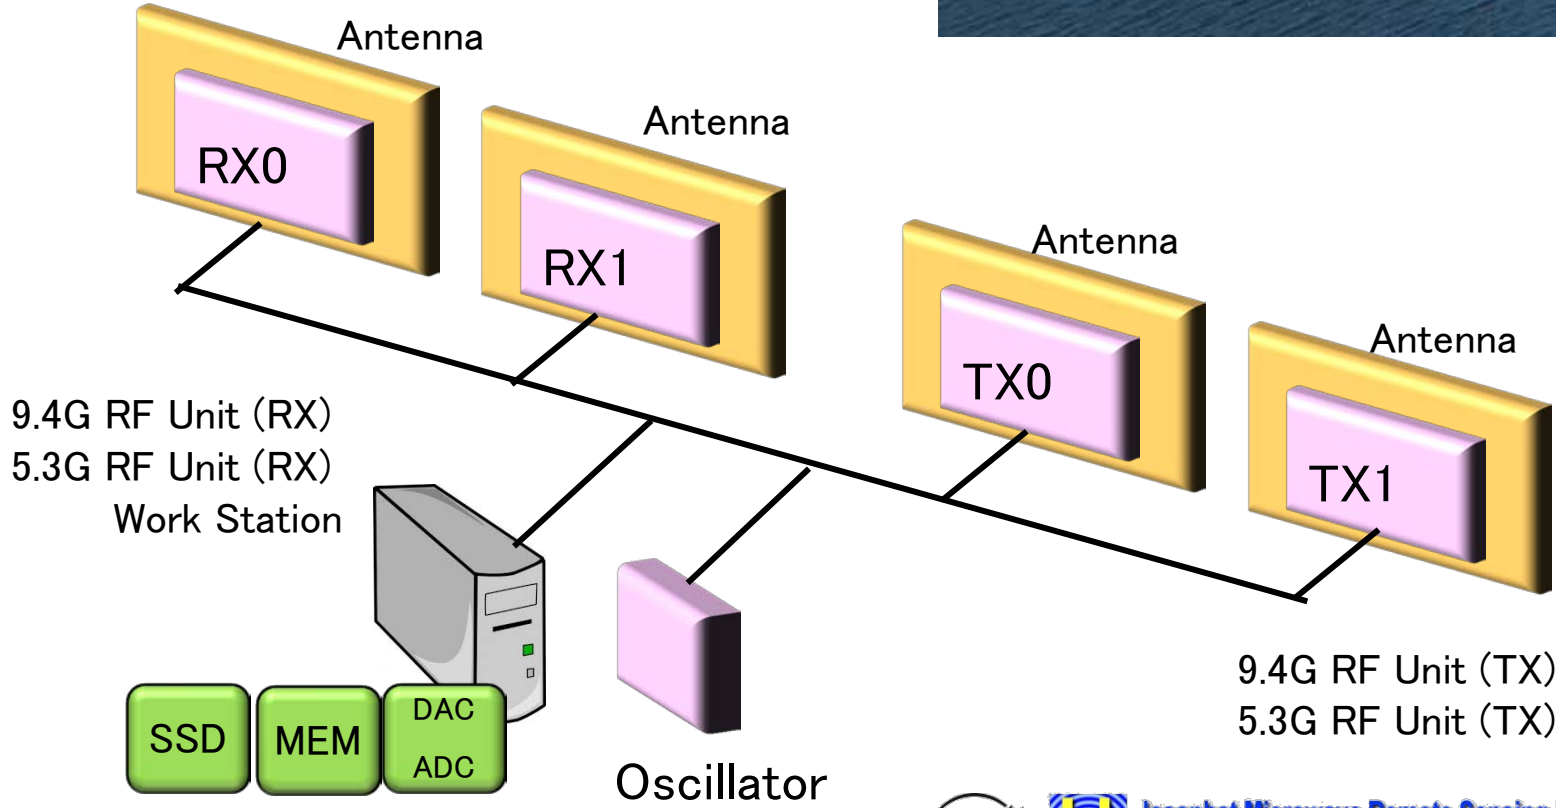 Antenna
Antenna
RX0
RX1
Antenna
Antenna
TX0
TX1
9.4G RF Unit (RX)
5.3G RF Unit (RX)
Work Station
SSD
MEM
DAC
ADC
Oscillator
9.4G RF Unit (TX)
5.3G RF Unit (TX)